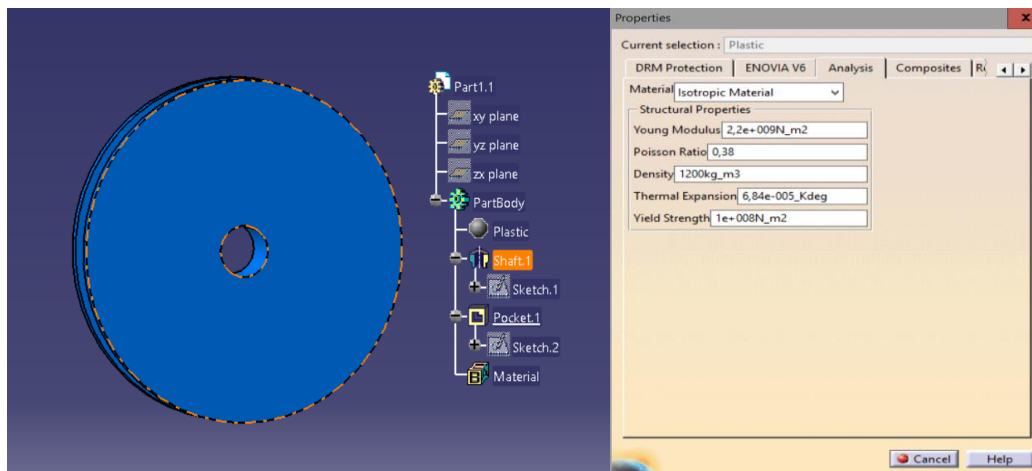 Part1.1
xy plane
yz plane
zx plane
PartBody
Plastic
Shaft.1
Sketch.1
Pocket.1
Sketch.2
Material
Properties
X
Current selection : Plastic
DRM Protection ENOVIA V6 Analysis Composites
Material Isotropic Material
Structural Properties
Young Modulus 2,2e+009N_m2
Poisson Ratio 0,38
Density 1200kg_m3
Thermal Expansion 6,84e-005_Kdeg
Yield Strength 1e+008N_m2
Cancel Help